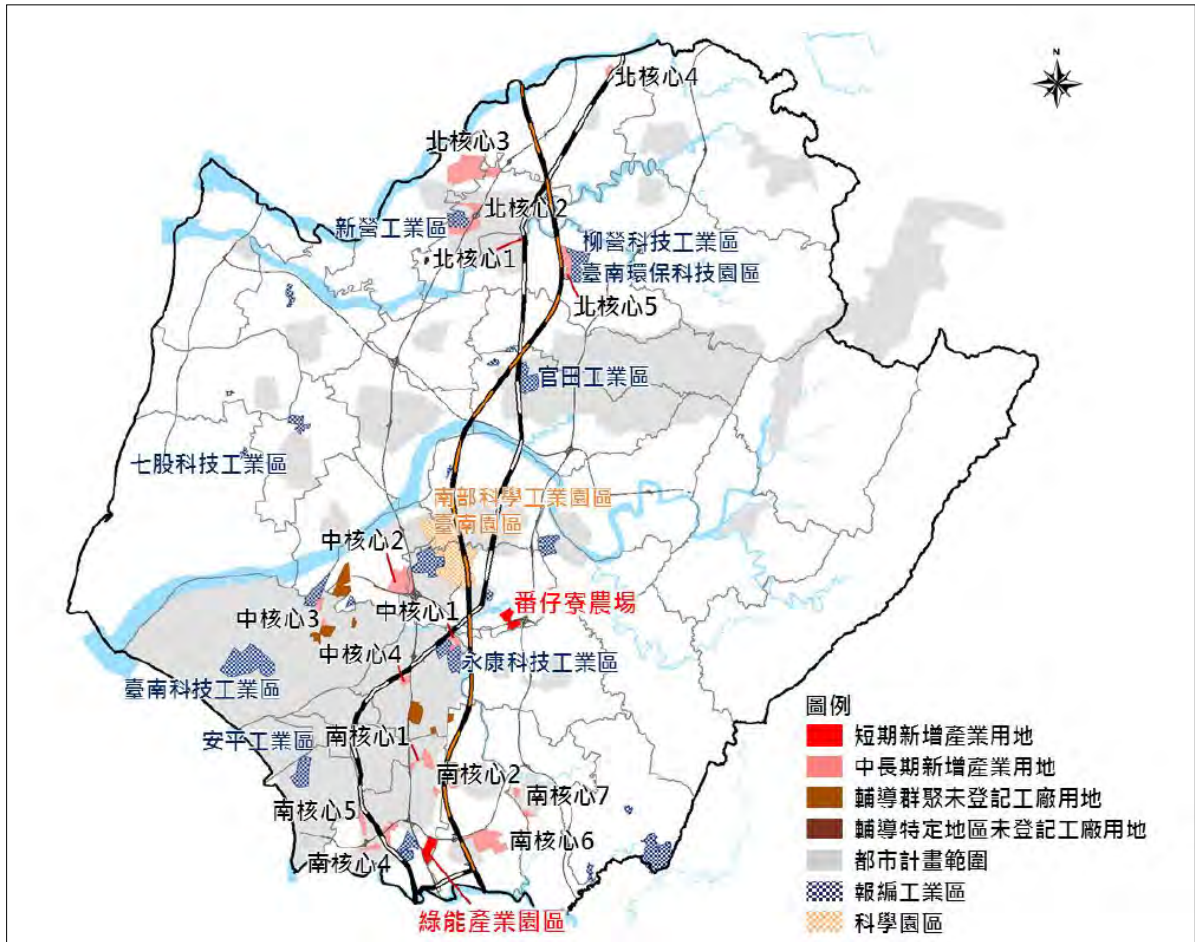 N
北核心4
北核心3
北核心2
新營工業區
北核心1
柳營科技工業區
臺南環保科技園區
北核心5
官田工業區
七股科技工業區
南部科學工業園區
臺南園區
中核心2
番仔寮農場
中核心1
中核心3
中核心4
永康科技工業區
臺南科技工業區
安平工業區
南核心1
南核心2
南核心7
南核心5
南核心6
南核心4
綠能產業園區
圖例
短期新增產業用地
中長期新增產業用地
輔導群聚未登記工廠用地
輔導特定地區未登記工廠用地
都市計畫範圍
報編工業區
科學園區